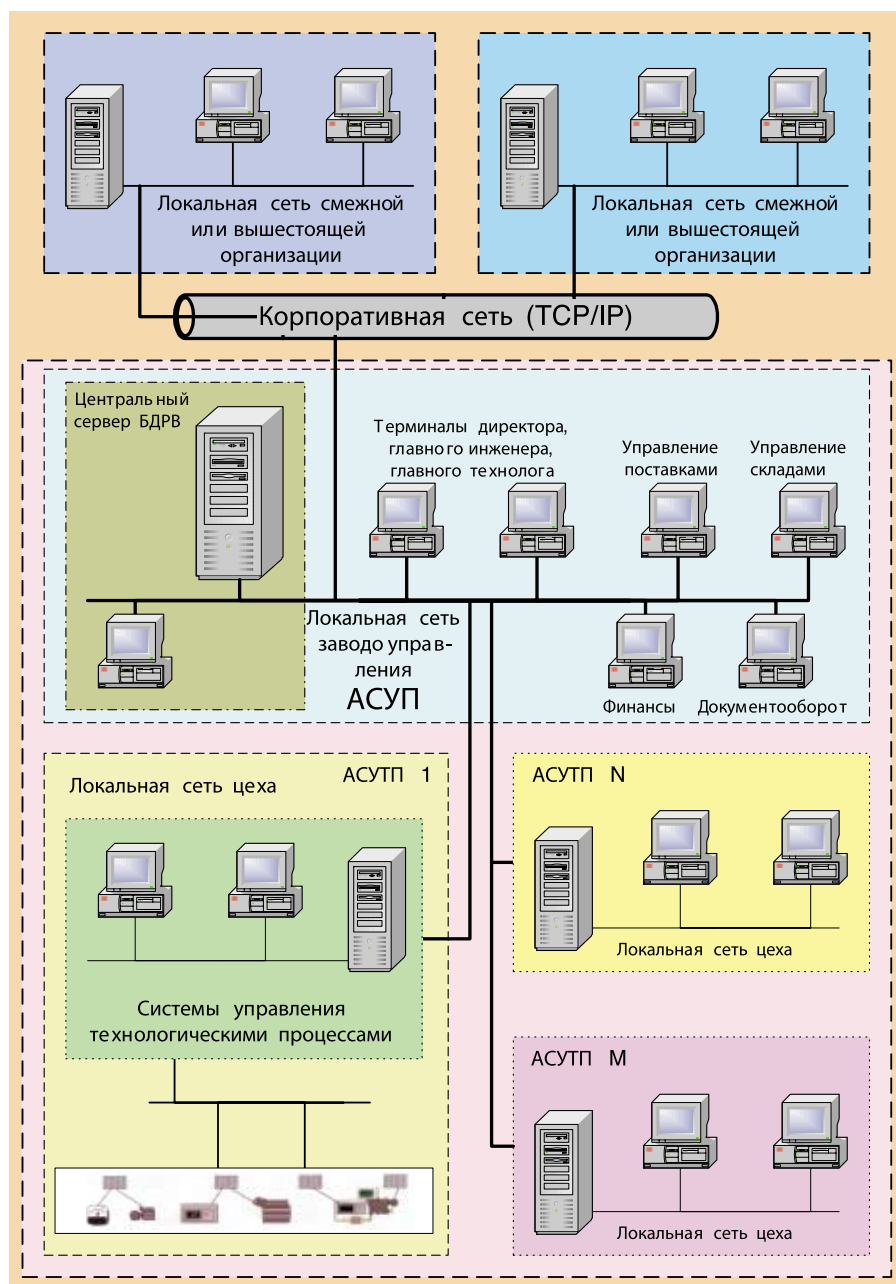 Локальная сеть смежной
или вышестоящей
организации
Локальная сеть смежной
или вышестоящей
организации
Корпоративная сеть (TCP/IP)
Центральный
сервер БДРВ
Терминалы директора,
главного инженера,
главного технолога
Управление
поставками
Управление
складами
Локальная сеть
заводоуправ-
ления
АСУП
Финансы
Документооборот
АСУТП 1
Локальная сеть цеха
Системы управления
технологическими процессами
АСУТП N
Локальная сеть цеха
АСУТП M
Локальная сеть цеха